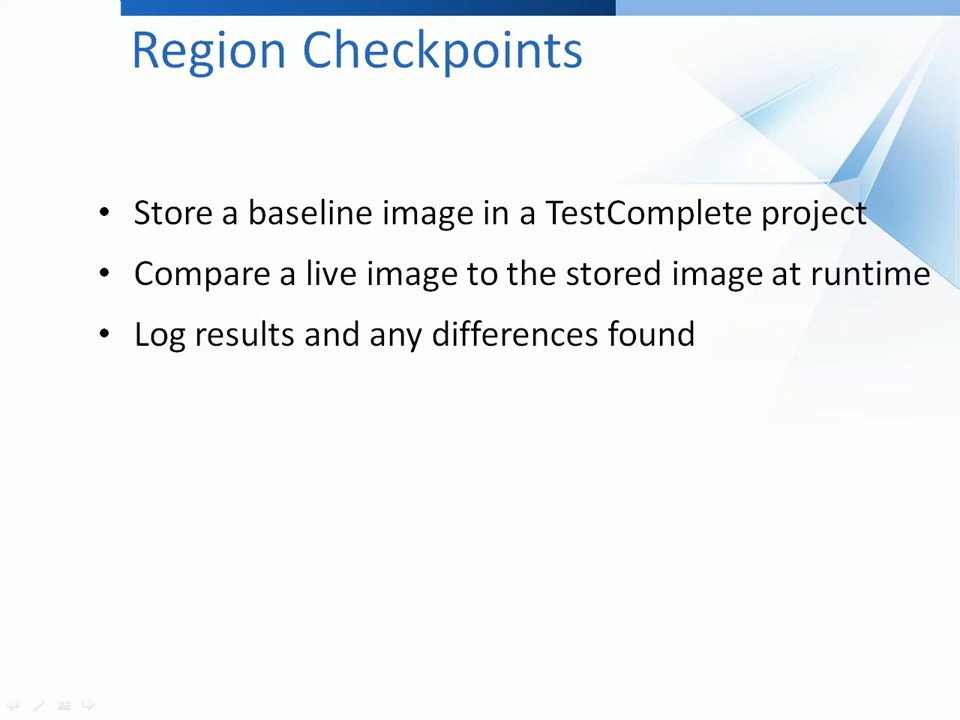 Region Checkpoints
• Store a baseline image in a TestComplete project
• Compare a live image to the stored image at runtime
• Log results and any differences found